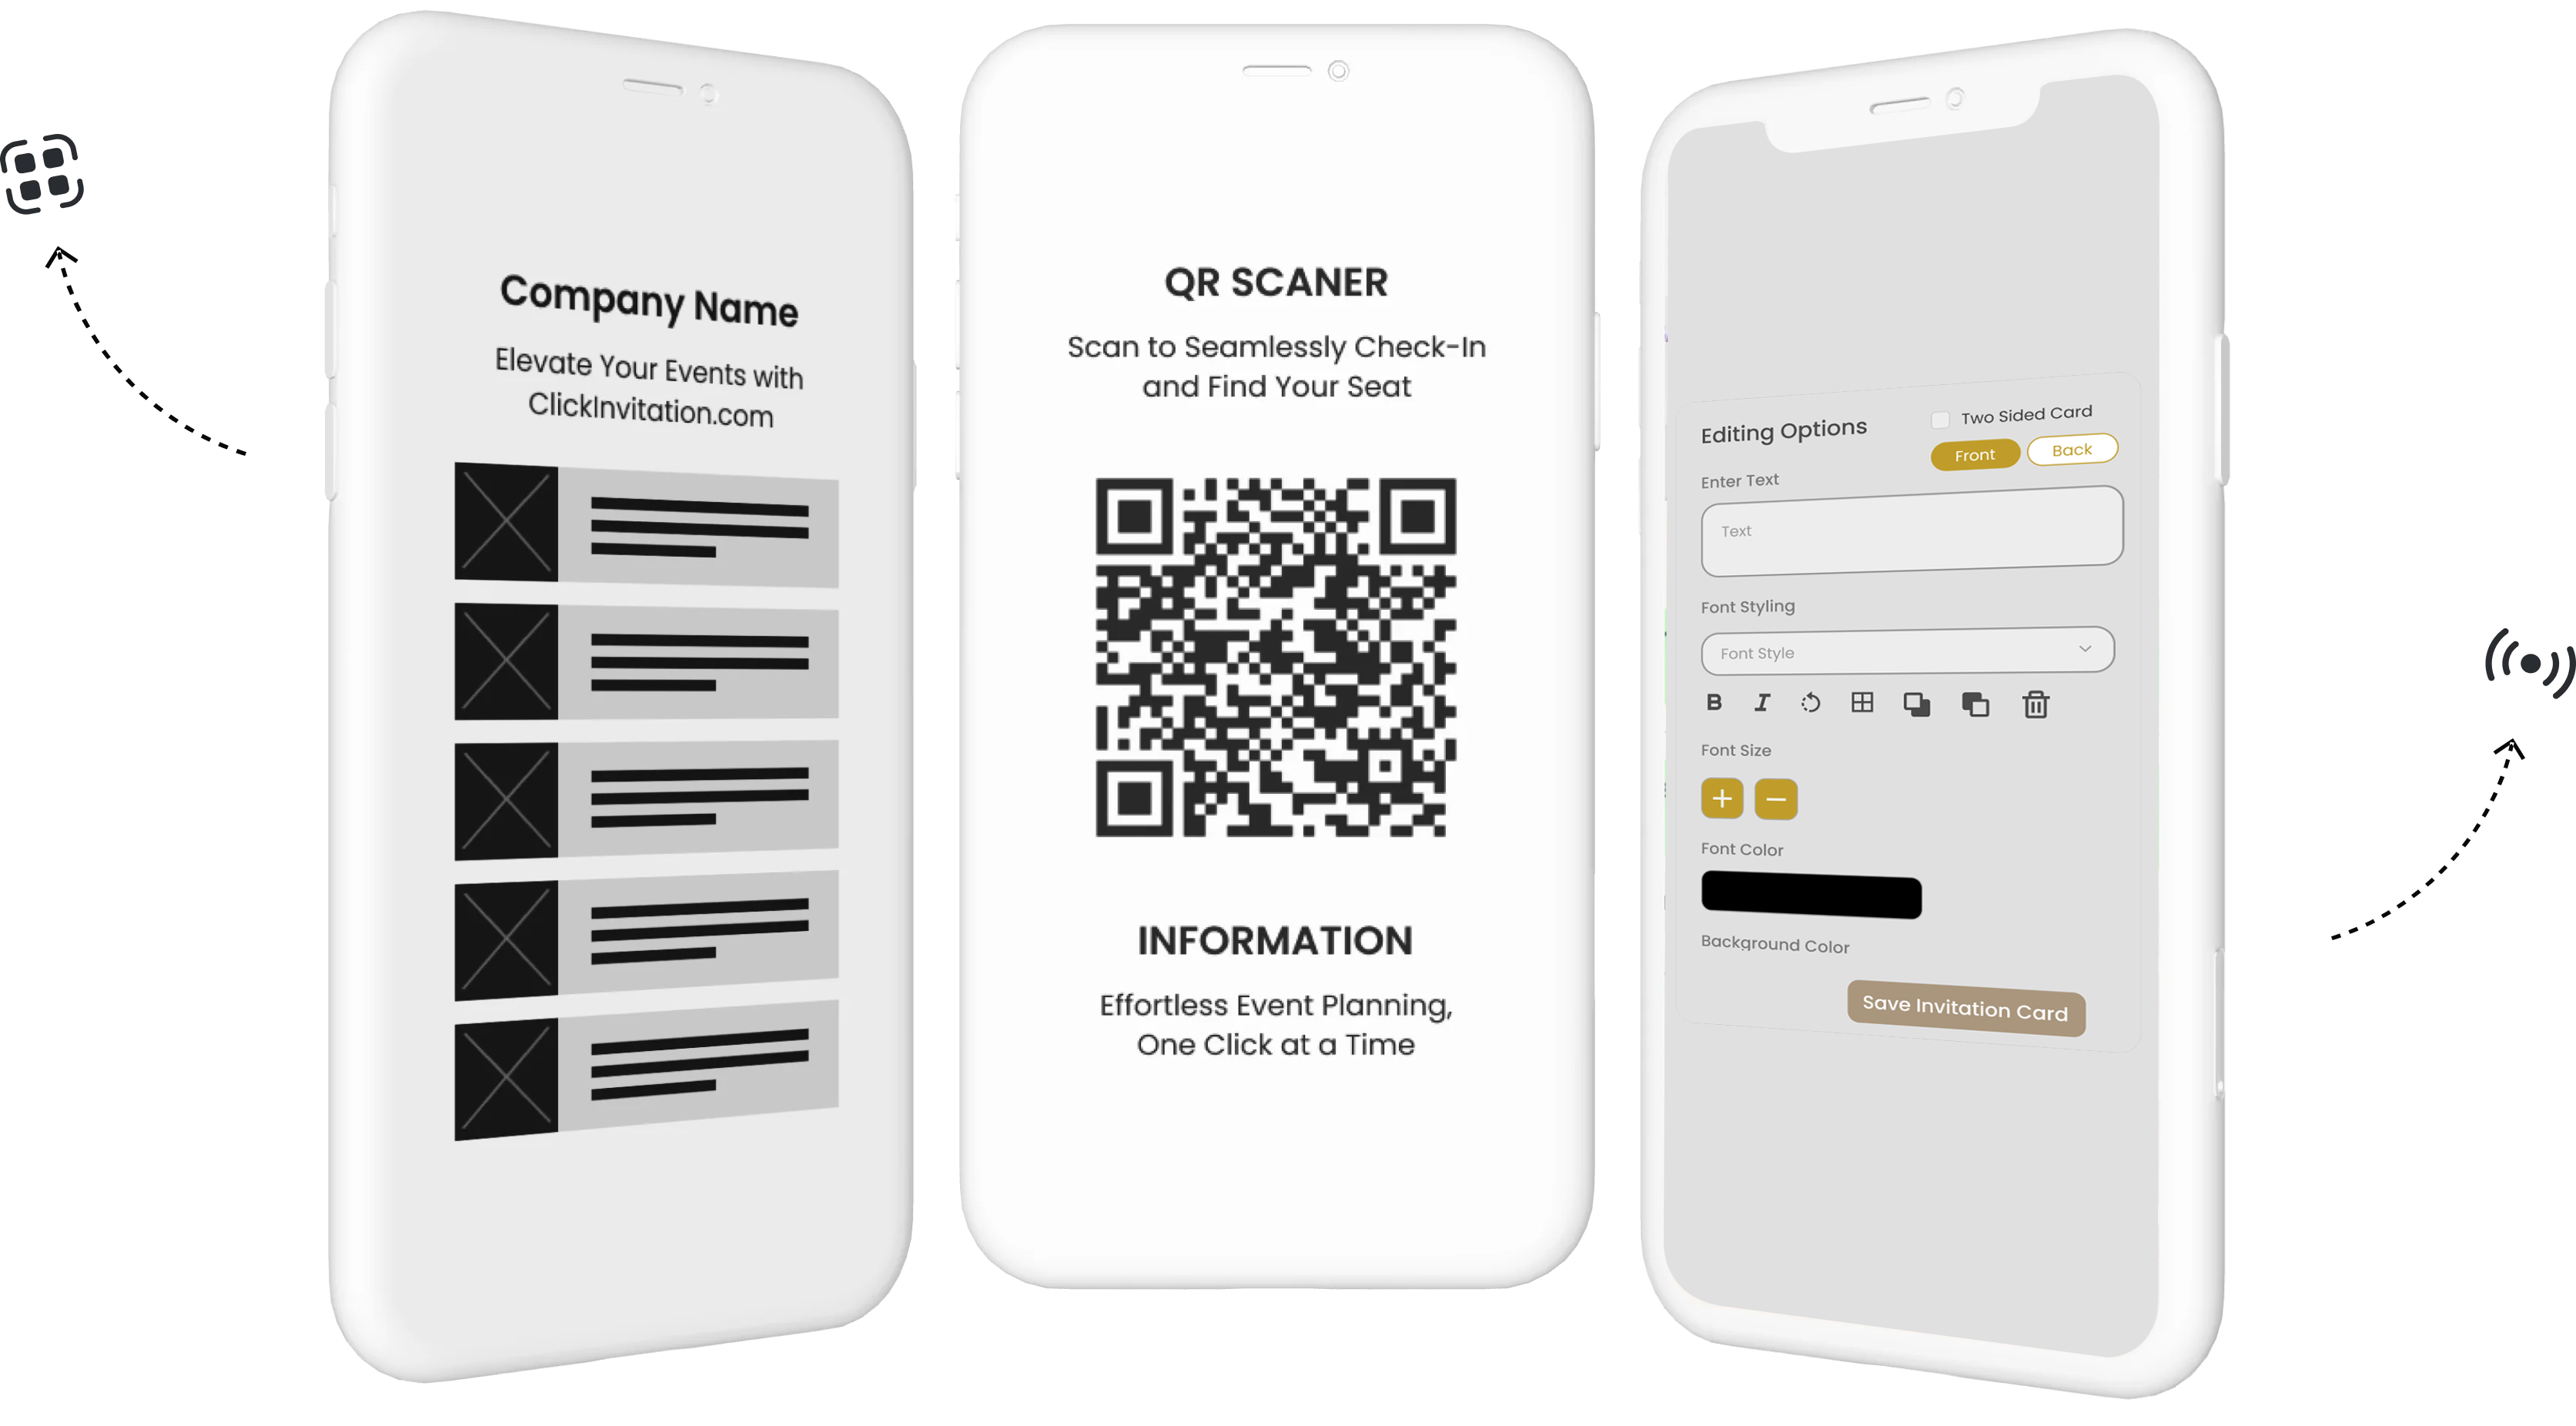 Company Name
Elevate Your Events with
ClickInvitation.com
QR SCANER
Scan to Seamlessly Check-In
and Find Your Seat
INFORMATION
Effortless Event Planning,
One Click at a Time
Editing Options
Two Sided Card
Front
Back
Enter Text
Text
Font Styling
Font Style
B I
Font Size
Font Color
Background Color
Save Invitation Card